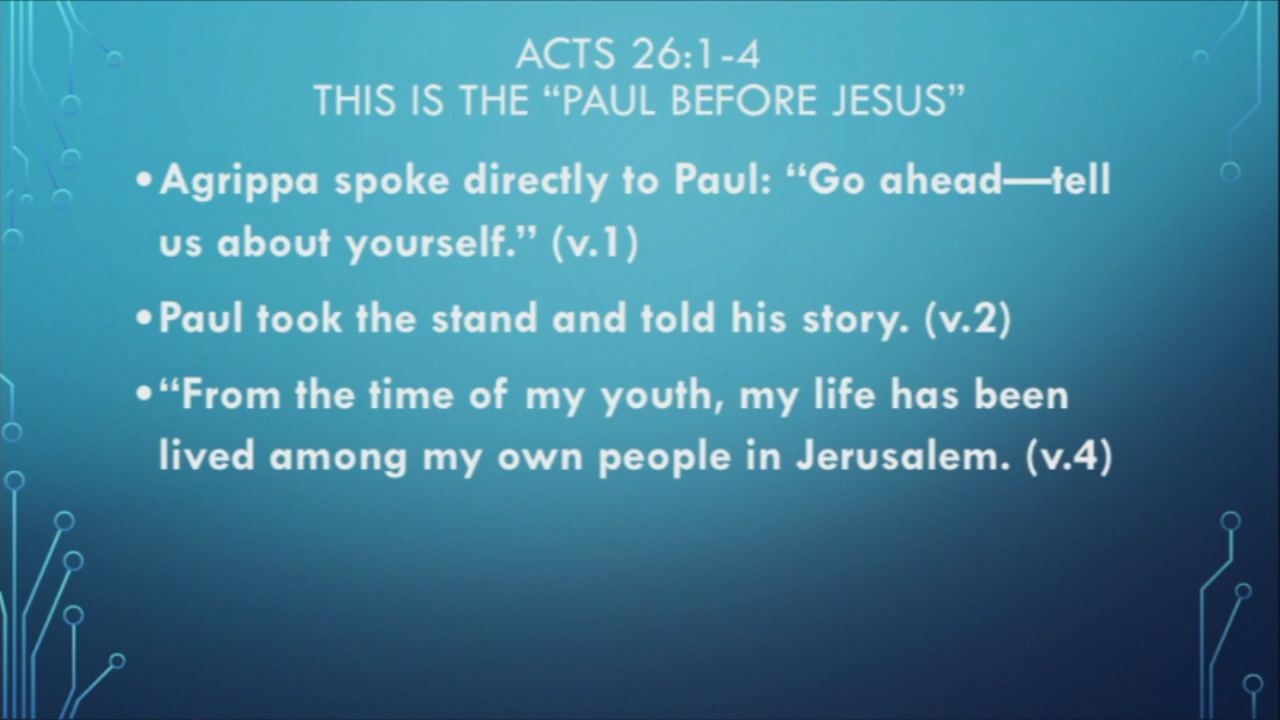 ACTS 26:1-4
THIS IS THE “PAUL BEFORE JESUS”
•Agrippa spoke directly to Paul: “Go ahead—tell
us about yourself.” (v.1)
•Paul took the stand and told his story. (v.2)
•“From the time of my youth, my life has been
lived among my own people in Jerusalem. (v.4)